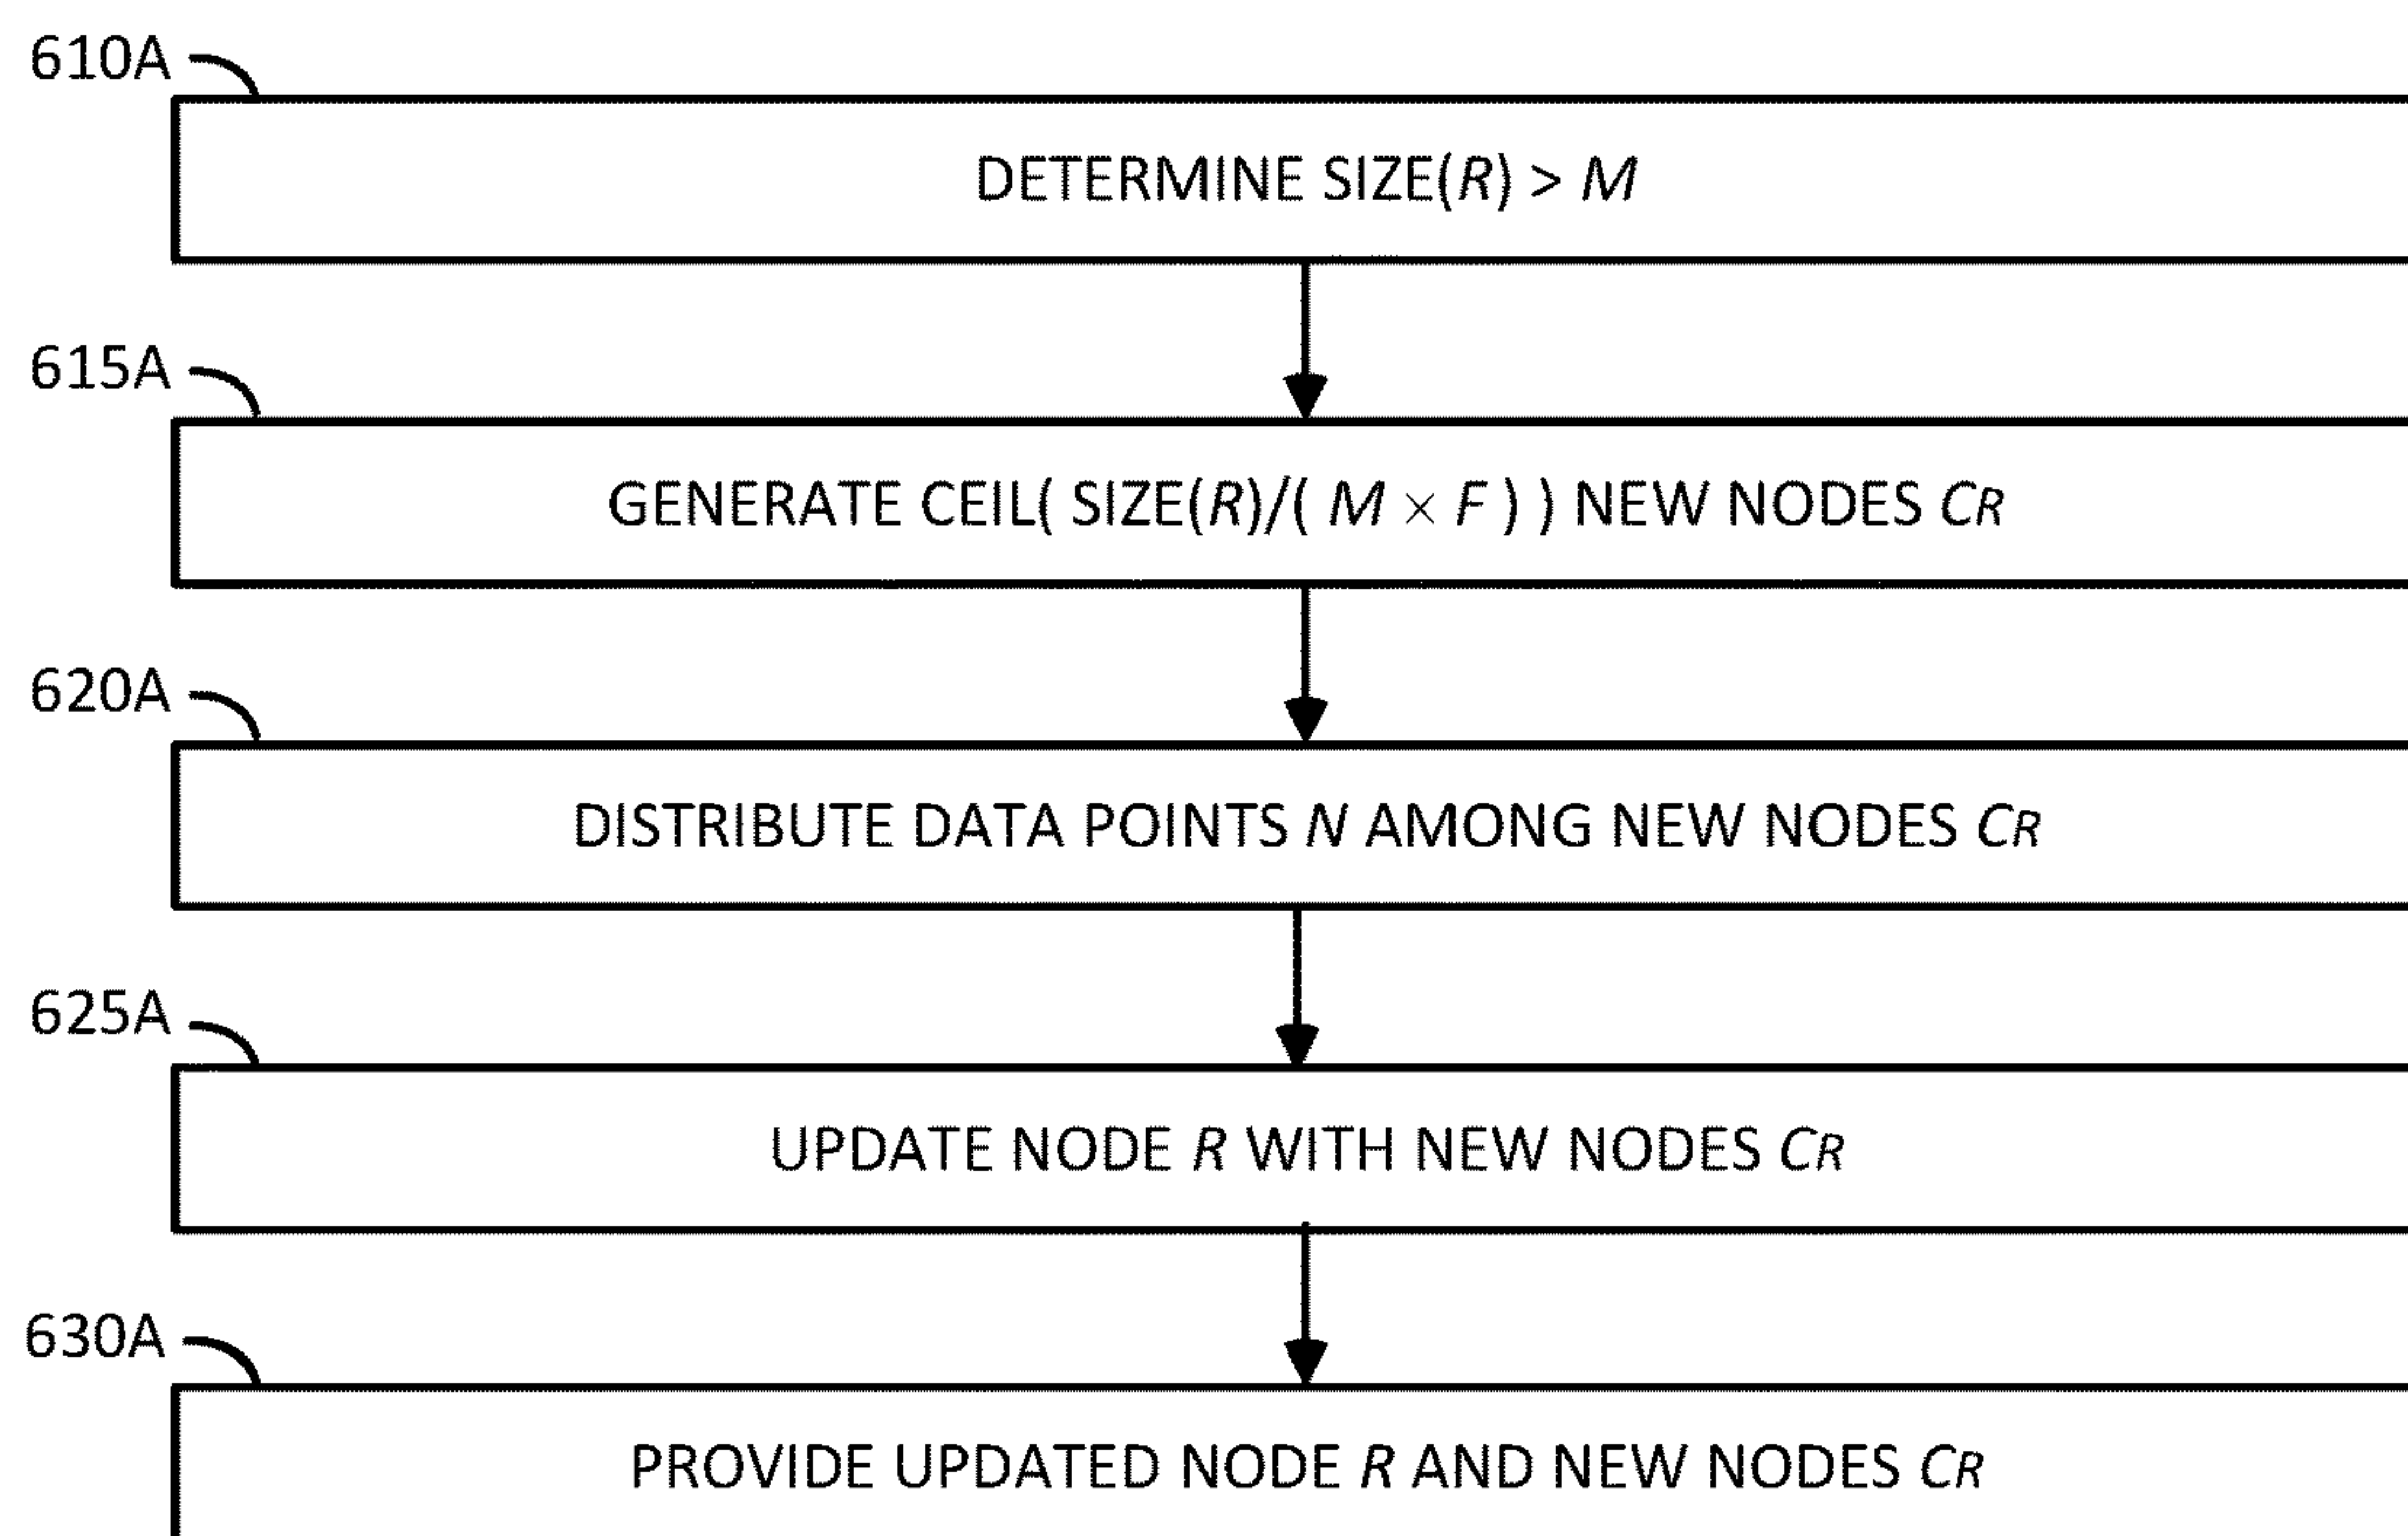 610A
DETERMINE SIZE(R) > M
615A
GENERATE CEIL( SIZE(R)/( M × F ) ) NEW NODES CR
620A
DISTRIBUTE DATA POINTS N AMONG NEW NODES CR
625A
UPDATE NODE R WITH NEW NODES CR
630A
PROVIDE UPDATED NODE R AND NEW NODES CR